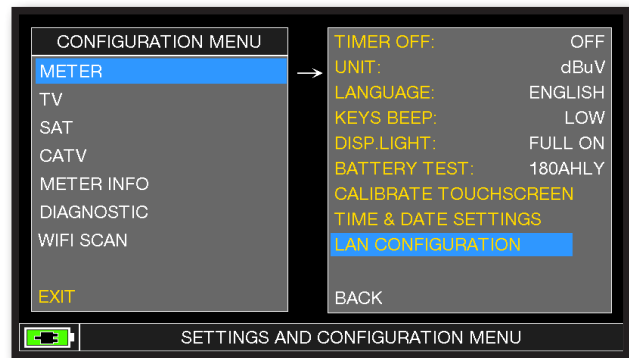 CONFIGURATION MENU
METER
TV
SAT
CATV
METER INFO
DIAGNOSTIC
WIFI SCAN
EXIT
→
TIMER OFF: OFF
UNIT: dBuV
LANGUAGE: ENGLISH
KEYS BEEP: LOW
DISP.LIGHT: FULL ON
BATTERY TEST: 180AHLY
CALIBRATE TOUCHSCREEN
TIME & DATE SETTINGS
LAN CONFIGURATION
BACK
SETTINGS AND CONFIGURATION MENU